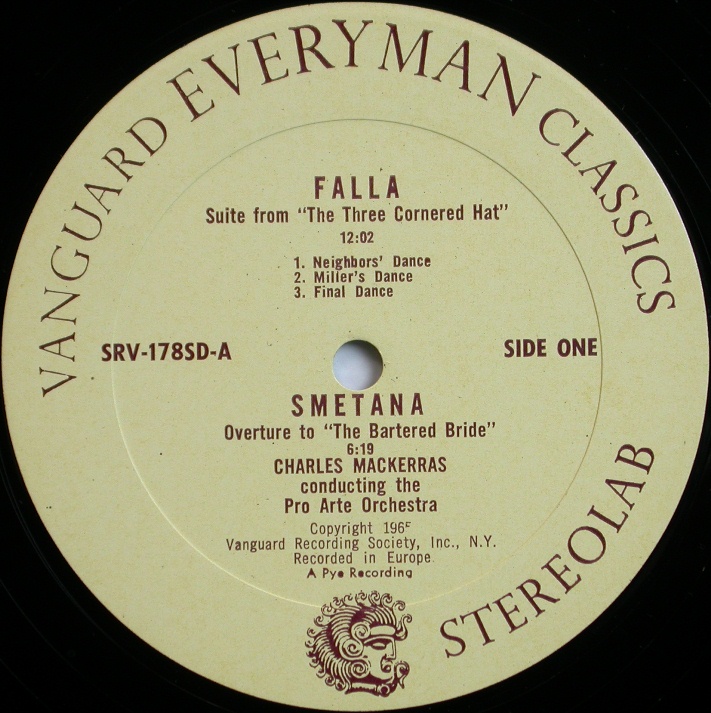 VANGUARD EVERYMAN CLASSICS
FALLA
Suite from "The Three Cornered Hat"
12:02
1. Neighbors' Dance
2. Miller's Dance
3. Final Dance
SRV-178SD-A
SIDE ONE
SMETANA
Overture to "The Bartered Bride"
6:19
CHARLES MACKERRAS
conducting the
Pro Arte Orchestra
Copyright
Vanguard Recording Society, Inc., N.Y.
Recorded in Europe
A Pye Recording
STEREOLAB